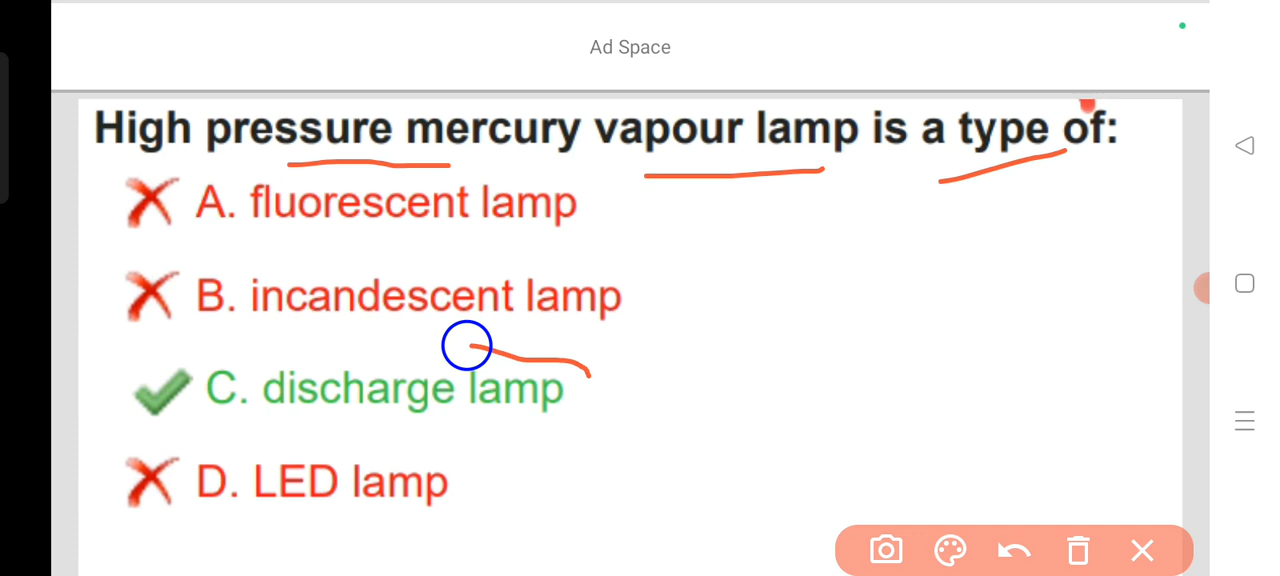 Ad Space
High pressure mercury vapour lamp is a type of:
A. fluorescent lamp
B. incandescent lamp
C. discharge lamp
D. LED lamp